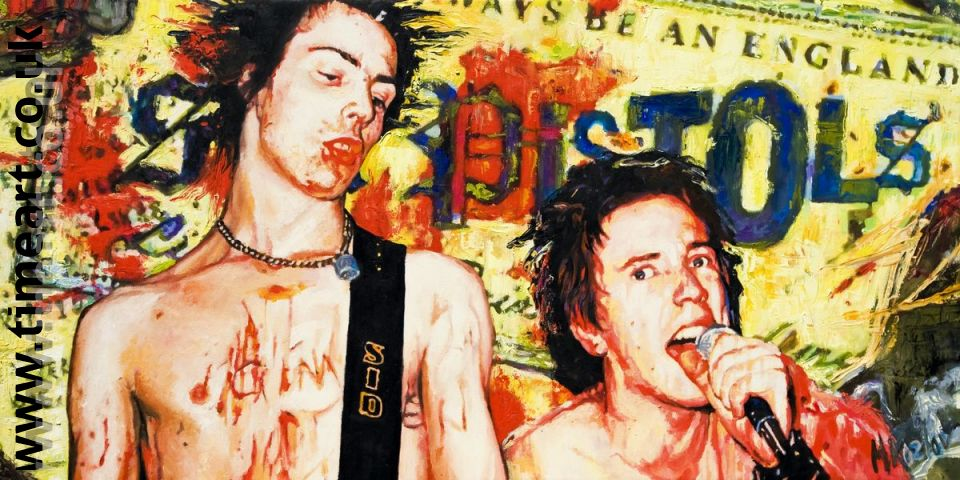 WAYS BE AN ENGLAND
PISTOLS
SID
www.timeart.co.uk